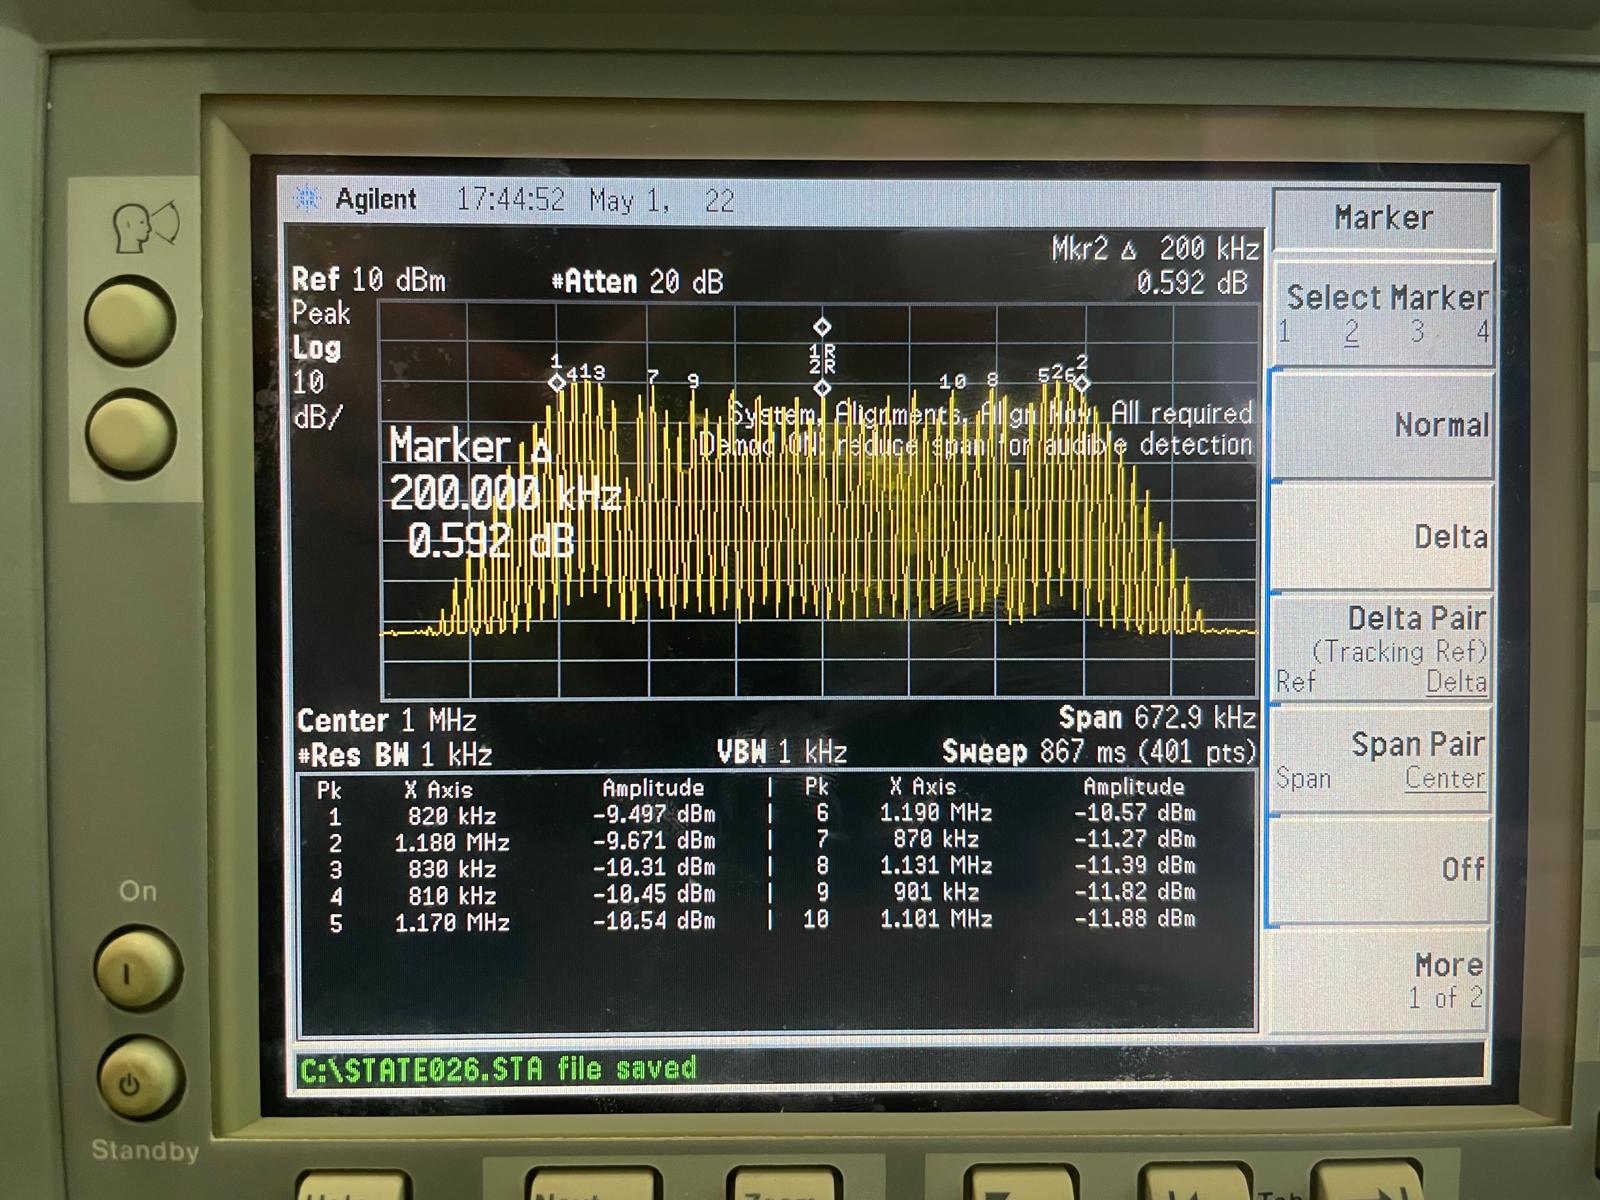 Agilent 17:44:52 May 1, 22
Mkr2 Δ 200 kHz
Ref 10 dBm #Atten 20 dB 0.592 dB
Peak
Log
10
dB/
1 4 1 3 7 9 1R 2R 10 8 5 2 6 2
System, Alignments, Align Now, All required
Demod ON: reduce span for audible detection
Marker Δ
200.000 kHz
0.592 dB
Center 1 MHz Span 672.9 kHz
#Res BW 1 kHz VBW 1 kHz Sweep 867 ms (401 pts)
Pk X Axis Amplitude | Pk X Axis Amplitude
1 820 kHz -9.497 dBm | 6 1.190 MHz -10.57 dBm
2 1.180 MHz -9.671 dBm | 7 870 kHz -11.27 dBm
3 830 kHz -10.31 dBm | 8 1.131 MHz -11.39 dBm
4 810 kHz -10.45 dBm | 9 901 kHz -11.82 dBm
5 1.170 MHz -10.54 dBm | 10 1.101 MHz -11.88 dBm
C:\STATE026.STA file saved
Marker
Select Marker
1 2 3 4
Normal
Delta
Delta Pair
(Tracking Ref)
Ref Delta
Span Pair
Span Center
Off
More
1 of 2
On
Standby